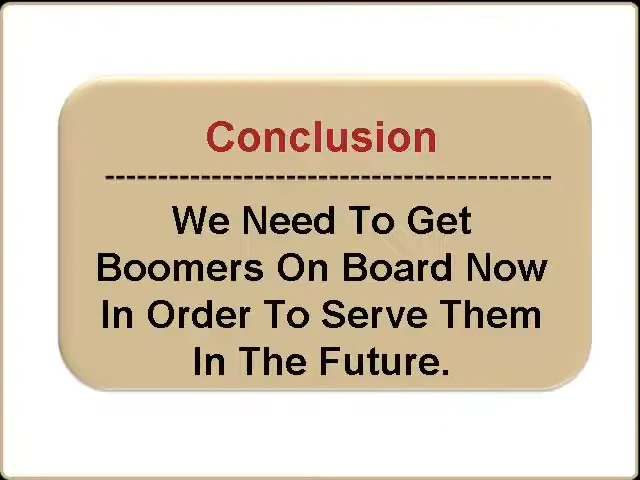 Conclusion
------------------------------------------
We Need To Get
Boomers On Board Now
In Order To Serve Them
In The Future.